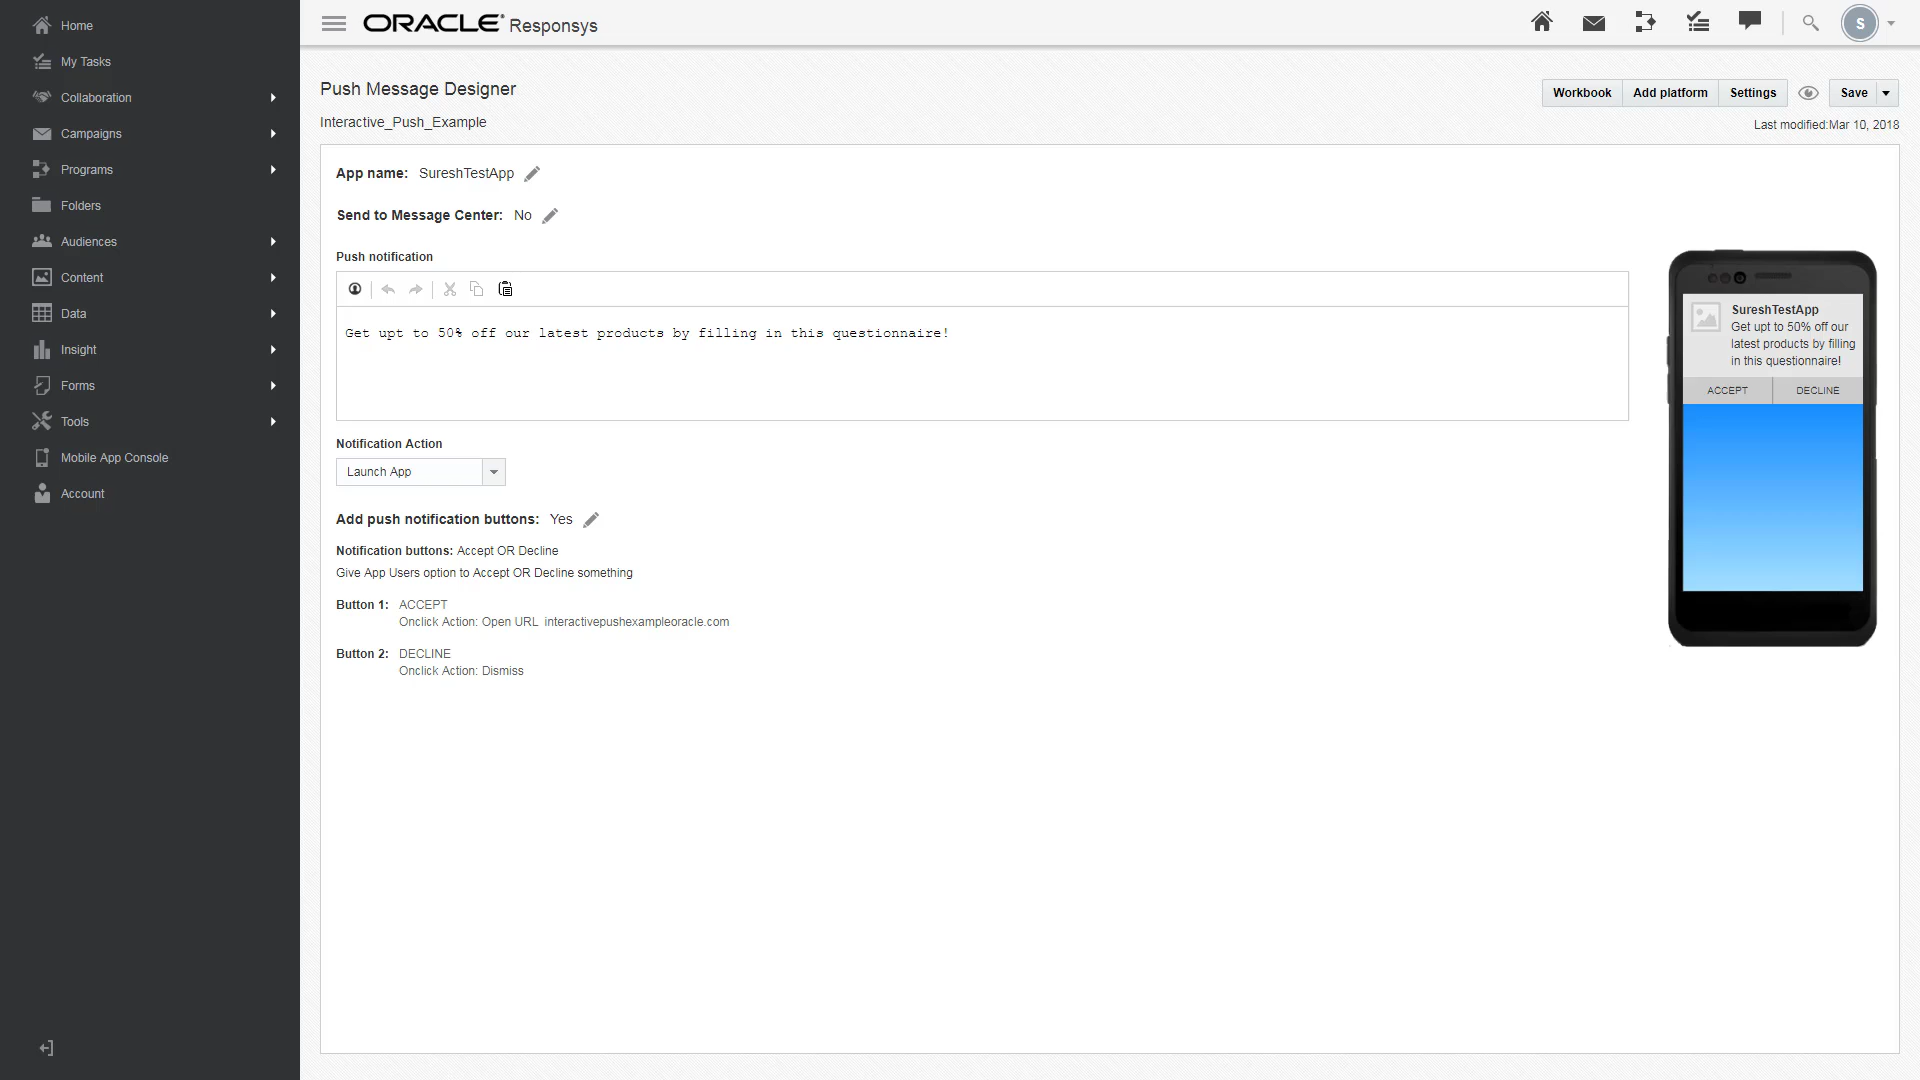 Home
My Tasks
Collaboration
Campaigns
Programs
Folders
Audiences
Content
Data
Insight
Forms
Tools
Mobile App Console
Account
ORACLE® Responsys
S
Push Message Designer
Workbook
Add platform
Settings
Save
Interactive_Push_Example
Last modified:Mar 10, 2018
App name: SureshTestApp
Send to Message Center: No
Push notification
Get upt to 50% off our latest products by filling in this questionnaire!
Notification Action
Launch App
Add push notification buttons: Yes
Notification buttons: Accept OR Decline
Give App Users option to Accept OR Decline something
Button 1: ACCEPT
Onclick Action: Open URL interactivepushexampleoracle.com
Button 2: DECLINE
Onclick Action: Dismiss
SureshTestApp
Get upt to 50% off our
latest products by filling
in this questionnaire!
ACCEPT
DECLINE